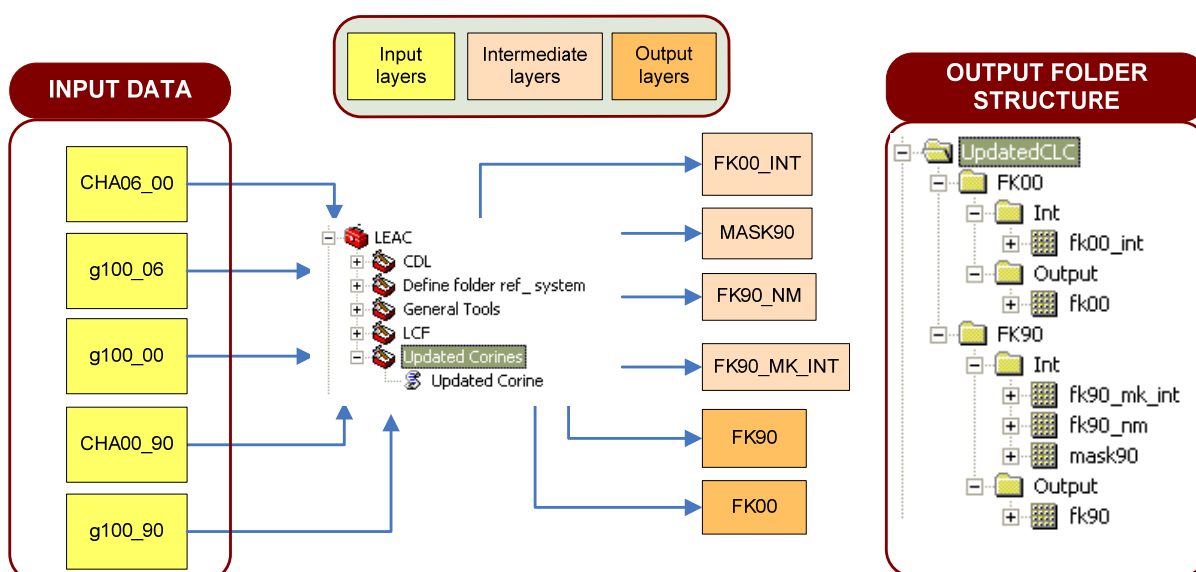 Input
layers
Intermediate
layers
Output
layers
INPUT DATA
CHA06_00
g100_06
g100_00
CHA00_90
g100_90
LEAC
CDL
Define folder ref_ system
General Tools
LCF
Updated Corines
Updated Corine
FK00_INT
MASK90
FK90_NM
FK90_MK_INT
FK90
FK00
OUTPUT FOLDER
STRUCTURE
UpdatedCLC
FK00
Int
fk00_int
Output
fk00
FK90
Int
fk90_mk_int
fk90_nm
mask90
Output
fk90